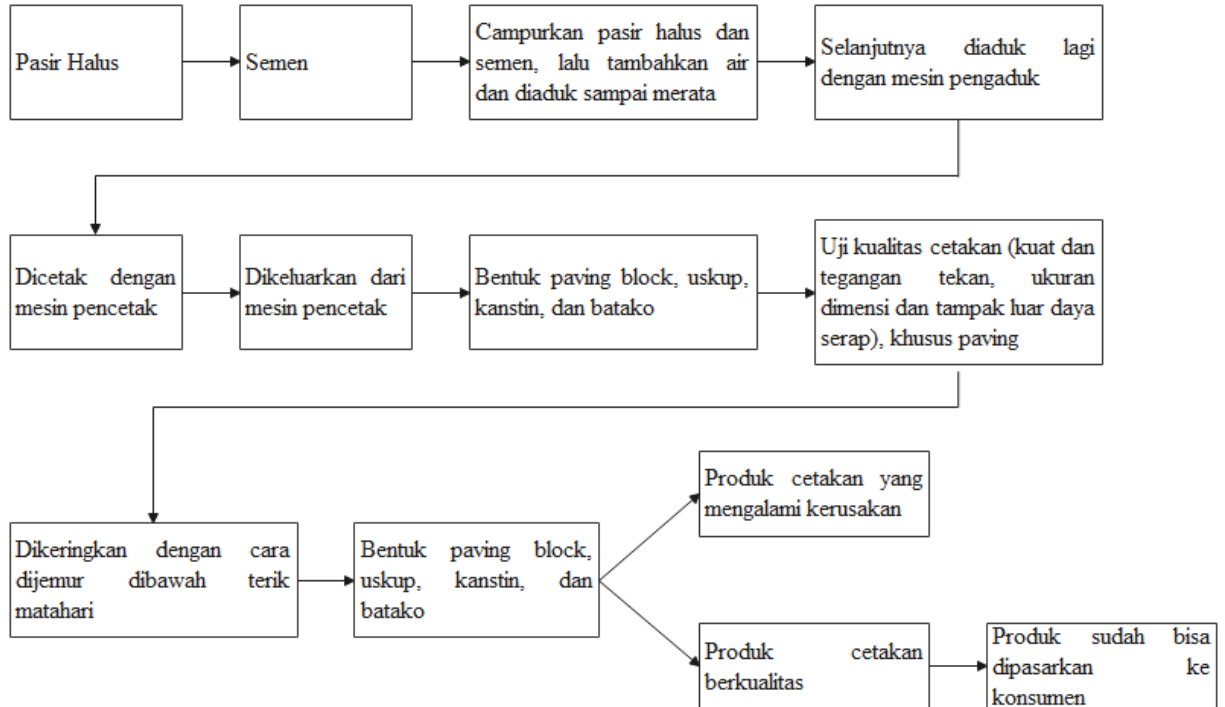 Pasir Halus
Semen
Campurkan pasir halus dan
semen, lalu tambahkan air
dan diaduk sampai merata
Selanjutnya diaduk lagi
dengan mesin pengaduk
Dicetak dengan
mesin pencetak
Dikeluarkan dari
mesin pencetak
Bentuk paving block, uskup,
kanstin, dan batako
Uji kualitas cetakan (kuat dan
tegangan tekan, ukuran
dimensi dan tampak luar daya
serap), khusus paving
Dikeringkan dengan cara
dijemur dibawah terik
matahari
Bentuk paving block,
uskup, kanstin, dan
batako
Produk cetakan yang
mengalami kerusakan
Produk cetakan
berkualitas
Produk sudah bisa
dipasarkan ke
konsumen